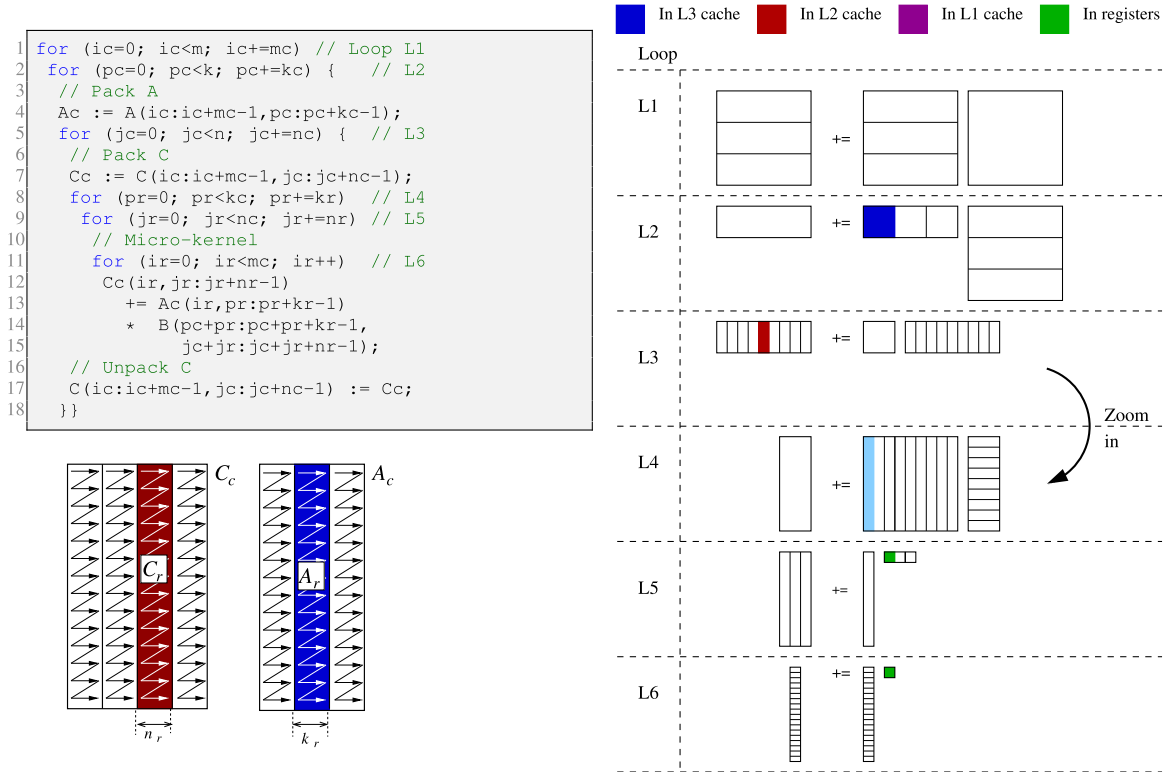 1 for (ic=0; ic<m; ic+=mc) // Loop L1
2 for (pc=0; pc<k; pc+=kc) { // L2
3 // Pack A
4 Ac := A(ic:ic+mc-1,pc:pc+kc-1);
5 for (jc=0; jc<n; jc+=nc) { // L3
6 // Pack C
7 Cc := C(ic:ic+mc-1,jc:jc+nc-1);
8 for (pr=0; pr<kc; pr+=kr) // L4
9 for (jr=0; jr<nc; jr+=nr) // L5
10 // Micro-kernel
11 for (ir=0; ir<mc; ir++) // L6
12 Cc(ir,jr:jr+nr-1)
13 += Ac(ir,pr:pr+kr-1)
14 * B(pc+pr:pc+pr+kr-1,
15 jc+jr:jc+jr+nr-1);
16 // Unpack C
17 C(ic:ic+mc-1,jc:jc+nc-1) := Cc;
18 }}
C_c
C_r
n_r
A_c
A_r
k_r
In L3 cache In L2 cache In L1 cache In registers
Loop
L1 +=
L2 +=
L3 +=
Zoom
in
L4 +=
L5 +=
L6 +=